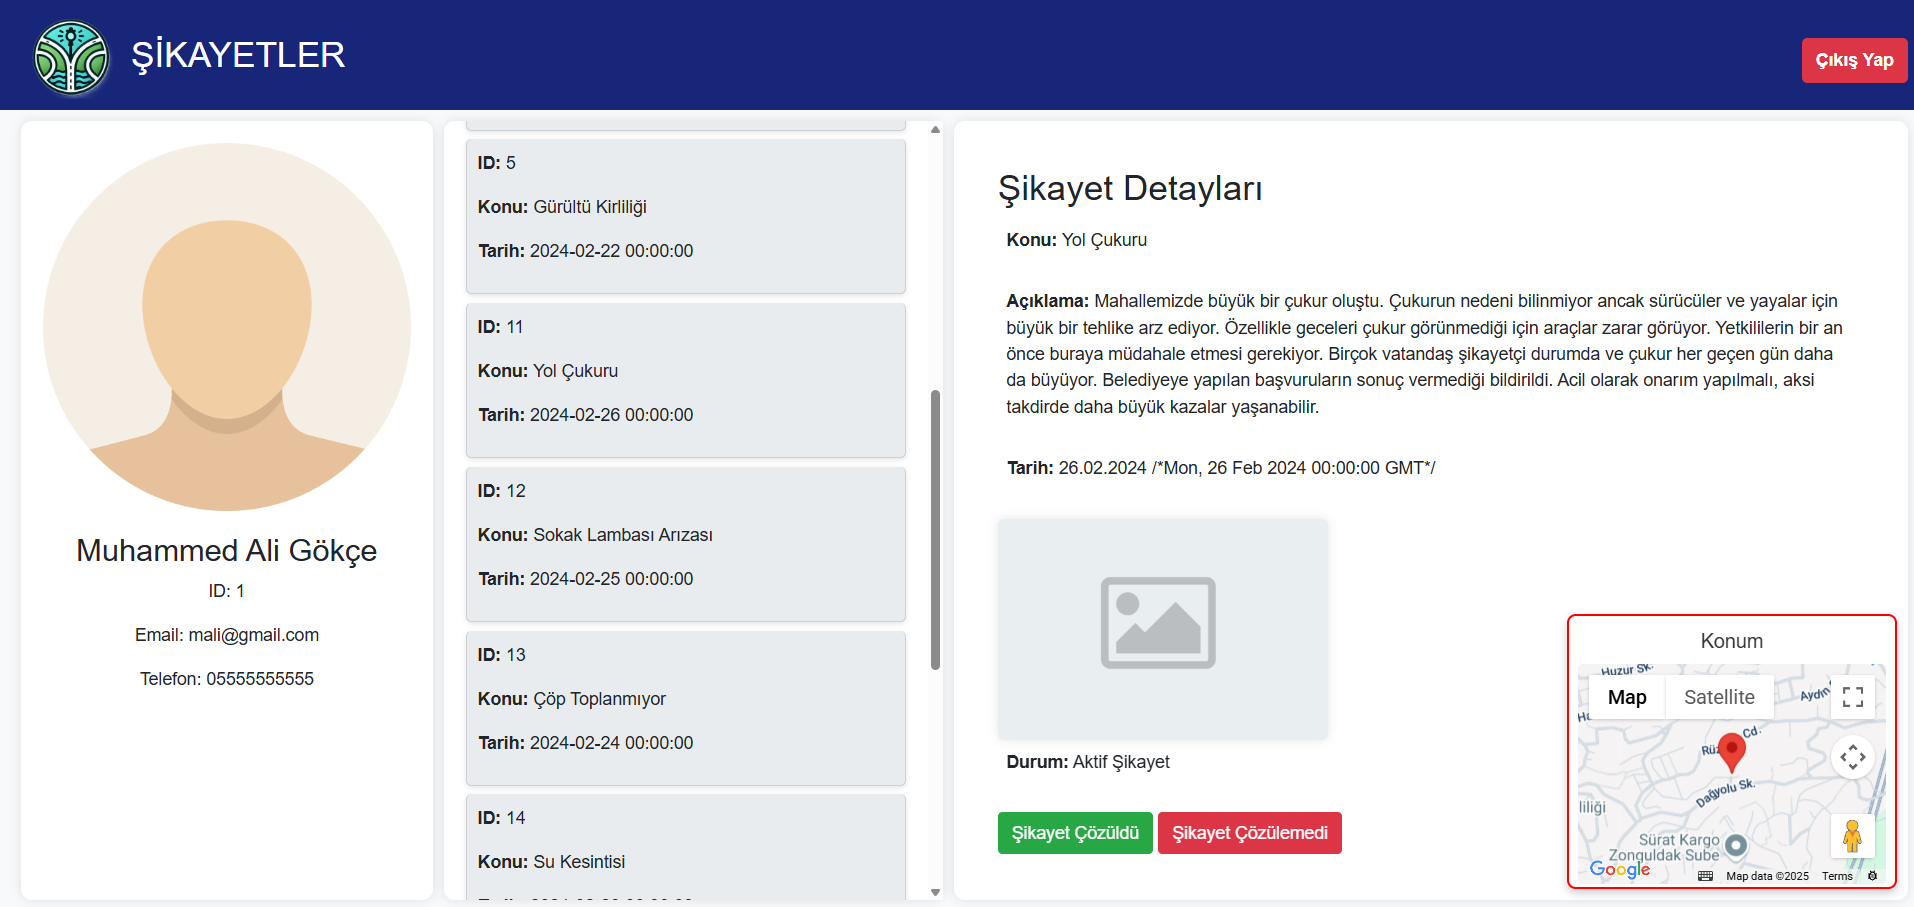 ŞİKAYETLER
Çıkış Yap
Muhammed Ali Gökçe
ID: 1
Email: mali@gmail.com
Telefon: 05555555555
ID: 5
Konu: Gürültü Kirliliği
Tarih: 2024-02-22 00:00:00
ID: 11
Konu: Yol Çukuru
Tarih: 2024-02-26 00:00:00
ID: 12
Konu: Sokak Lambası Arızası
Tarih: 2024-02-25 00:00:00
ID: 13
Konu: Çöp Toplanmıyor
Tarih: 2024-02-24 00:00:00
ID: 14
Konu: Su Kesintisi
Şikayet Detayları
Konu: Yol Çukuru
Açıklama: Mahallemizde büyük bir çukur oluştu. Çukurun nedeni bilinmiyor ancak sürücüler ve yayalar için
büyük bir tehlike arz ediyor. Özellikle geceleri çukur görünmediği için araçlar zarar görüyor. Yetkililerin bir an
önce buraya müdahale etmesi gerekiyor. Birçok vatandaş şikayetçi durumda ve çukur her geçen gün daha
da büyüyor. Belediyeye yapılan başvuruların sonuç vermediği bildirildi. Acil olarak onarım yapılmalı, aksi
takdirde daha büyük kazalar yaşanabilir.
Tarih: 26.02.2024 /*Mon, 26 Feb 2024 00:00:00 GMT*/
Durum: Aktif Şikayet
Şikayet Çözüldü
Şikayet Çözülemedi
Konum
Huzur Sk.
Map
Satellite
Aydın
Cd.
Dağyolu Sk.
liliği
Sürat Kargo
Zonguldak Sube
Google
Map data ©2025
Terms